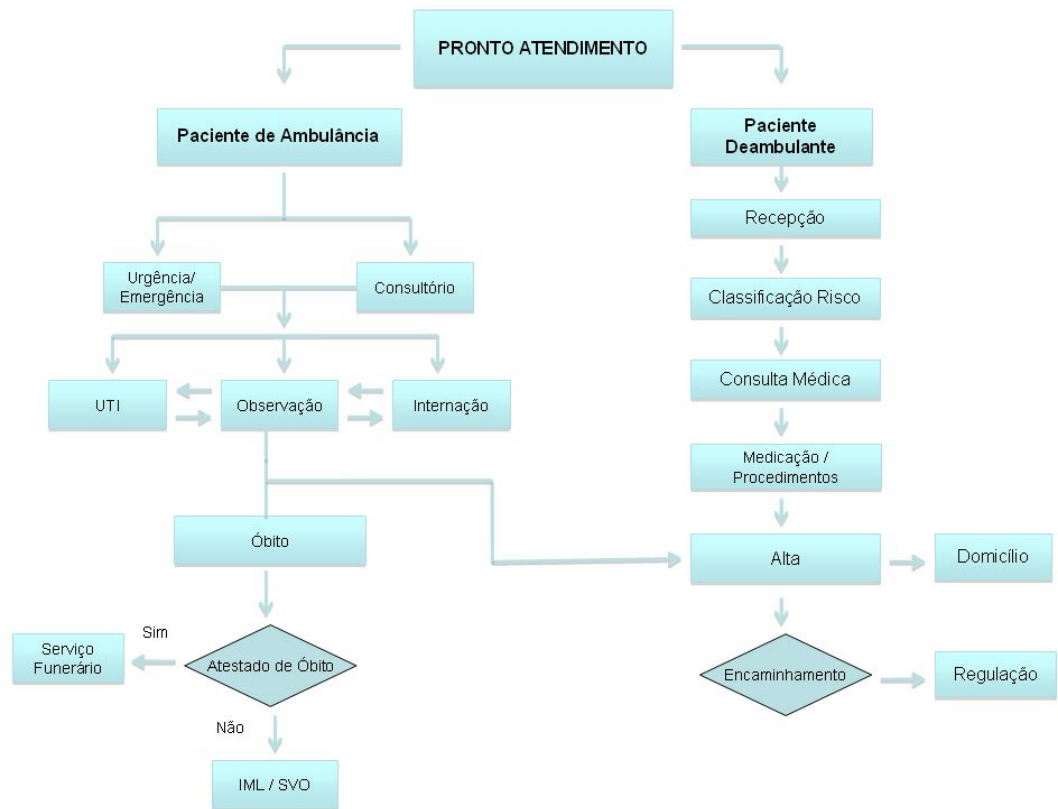 PRONTO ATENDIMENTO
Paciente de Ambulância
Paciente
Deambulante
Recepção
Urgência/
Emergência
Consultório
Classificação Risco
UTI
Observação
Internação
Consulta Médica
Medicação /
Procedimentos
Óbito
Alta
Domicílio
Sim
Serviço
Funerário
Atestado de Óbito
Encaminhamento
Regulação
Não
IML / SVO